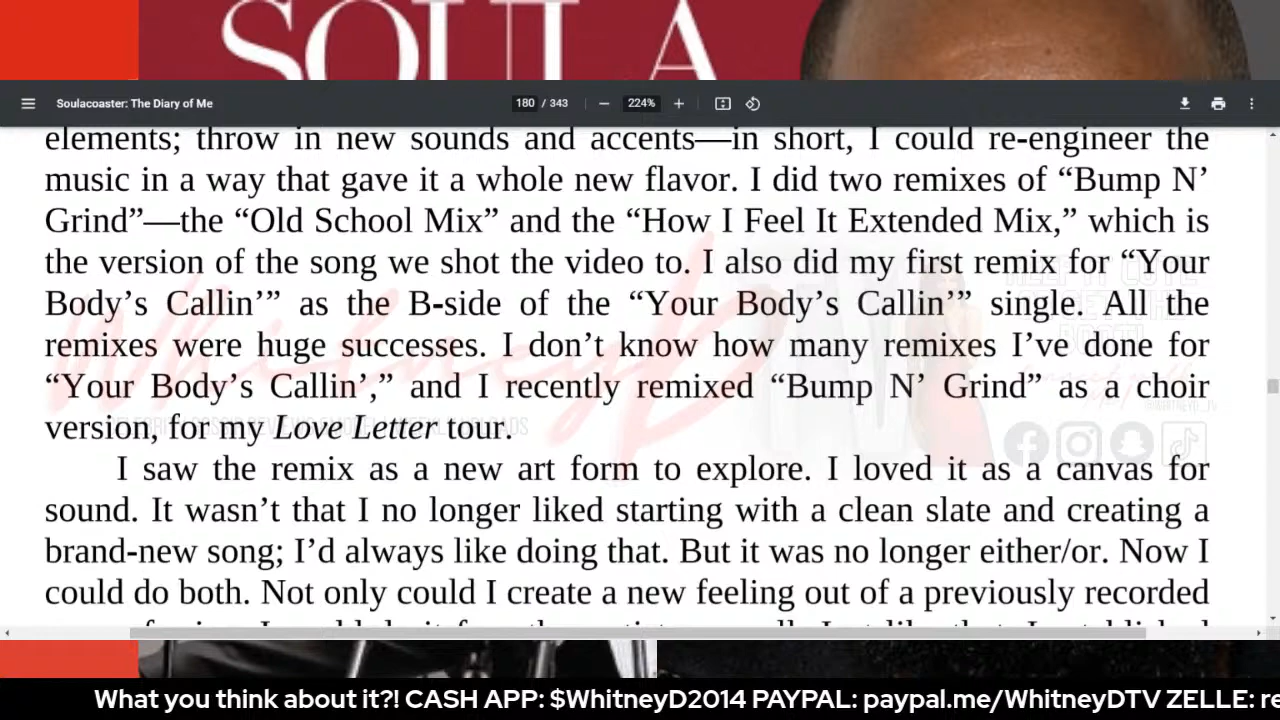 SOULA
Soulacoaster: The Diary of Me
180 / 343
224%
elements; throw in new sounds and accents—in short, I could re-engineer the
music in a way that gave it a whole new flavor. I did two remixes of “Bump N’
Grind”—the “Old School Mix” and the “How I Feel It Extended Mix,” which is
the version of the song we shot the video to. I also did my first remix for “Your
Body’s Callin’” as the B-side of the “Your Body’s Callin’” single. All the
remixes were huge successes. I don’t know how many remixes I’ve done for
“Your Body’s Callin’,” and I recently remixed “Bump N’ Grind” as a choir
version, for my Love Letter tour.
I saw the remix as a new art form to explore. I loved it as a canvas for
sound. It wasn’t that I no longer liked starting with a clean slate and creating a
brand-new song; I’d always like doing that. But it was no longer either/or. Now I
could do both. Not only could I create a new feeling out of a previously recorded
WhitneyD
What you think about it?! CASH APP: $WhitneyD2014 PAYPAL: paypal.me/WhitneyDTV ZELLE: